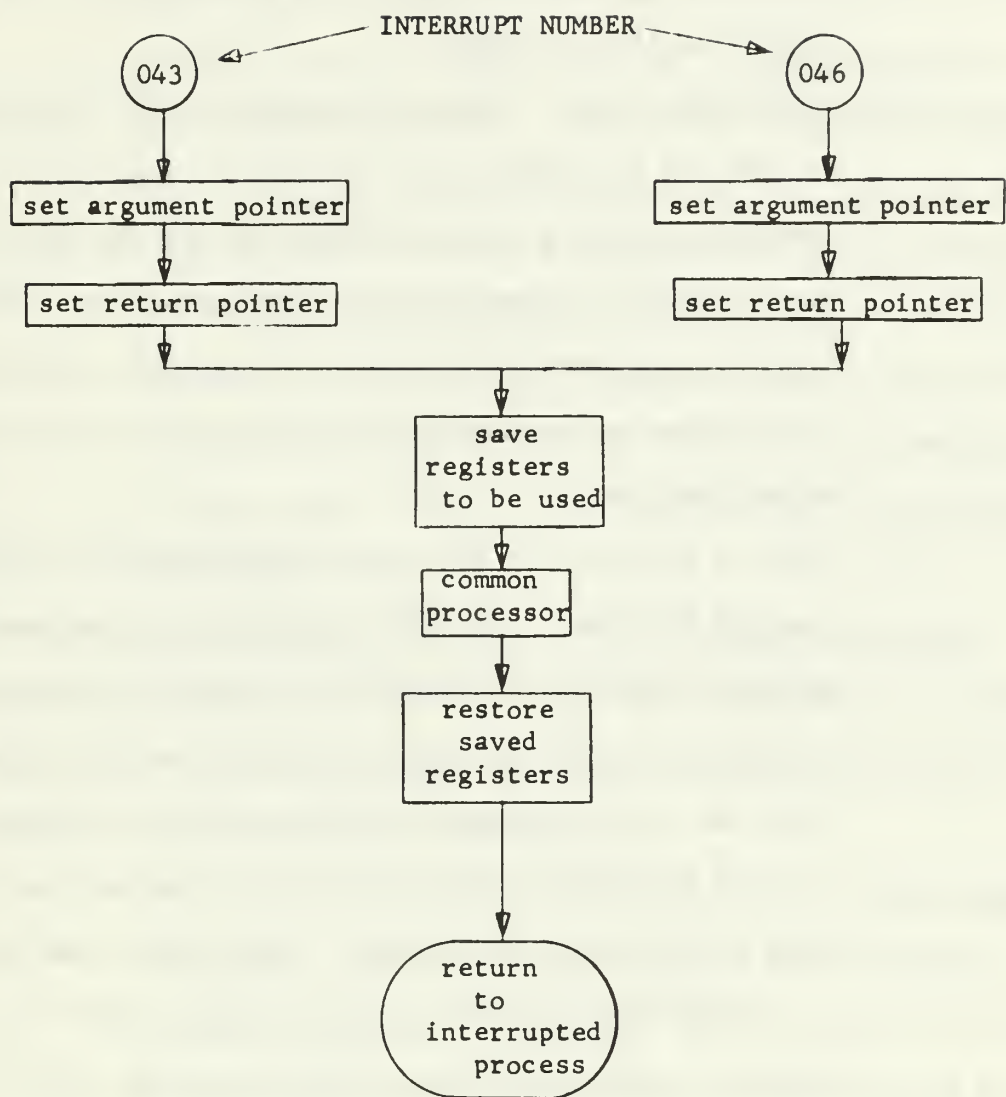 INTERRUPT NUMBER
043
046
set argument pointer
set argument pointer
set return pointer
set return pointer
save
registers
to be used
common
processor
restore
saved
registers
return
to
interrupted
process